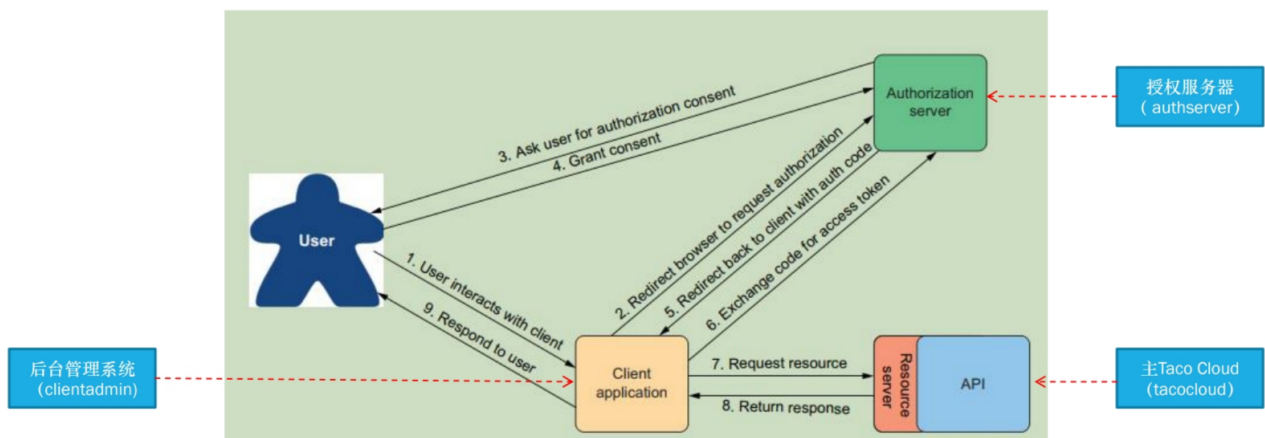 Authorization
server
授权服务器
（authserver）
3. Ask user for authorization consent
4. Grant consent
User
2. Redirect browser to request authorization
5. Redirect back to client with auth code
6. Exchange code for access token
1. User interacts with client
9. Respond to user
后台管理系统
（clientadmin)
Client
application
7. Request resource
8. Return response
Resource
server
API
主Taco Cloud
（tacocloud）